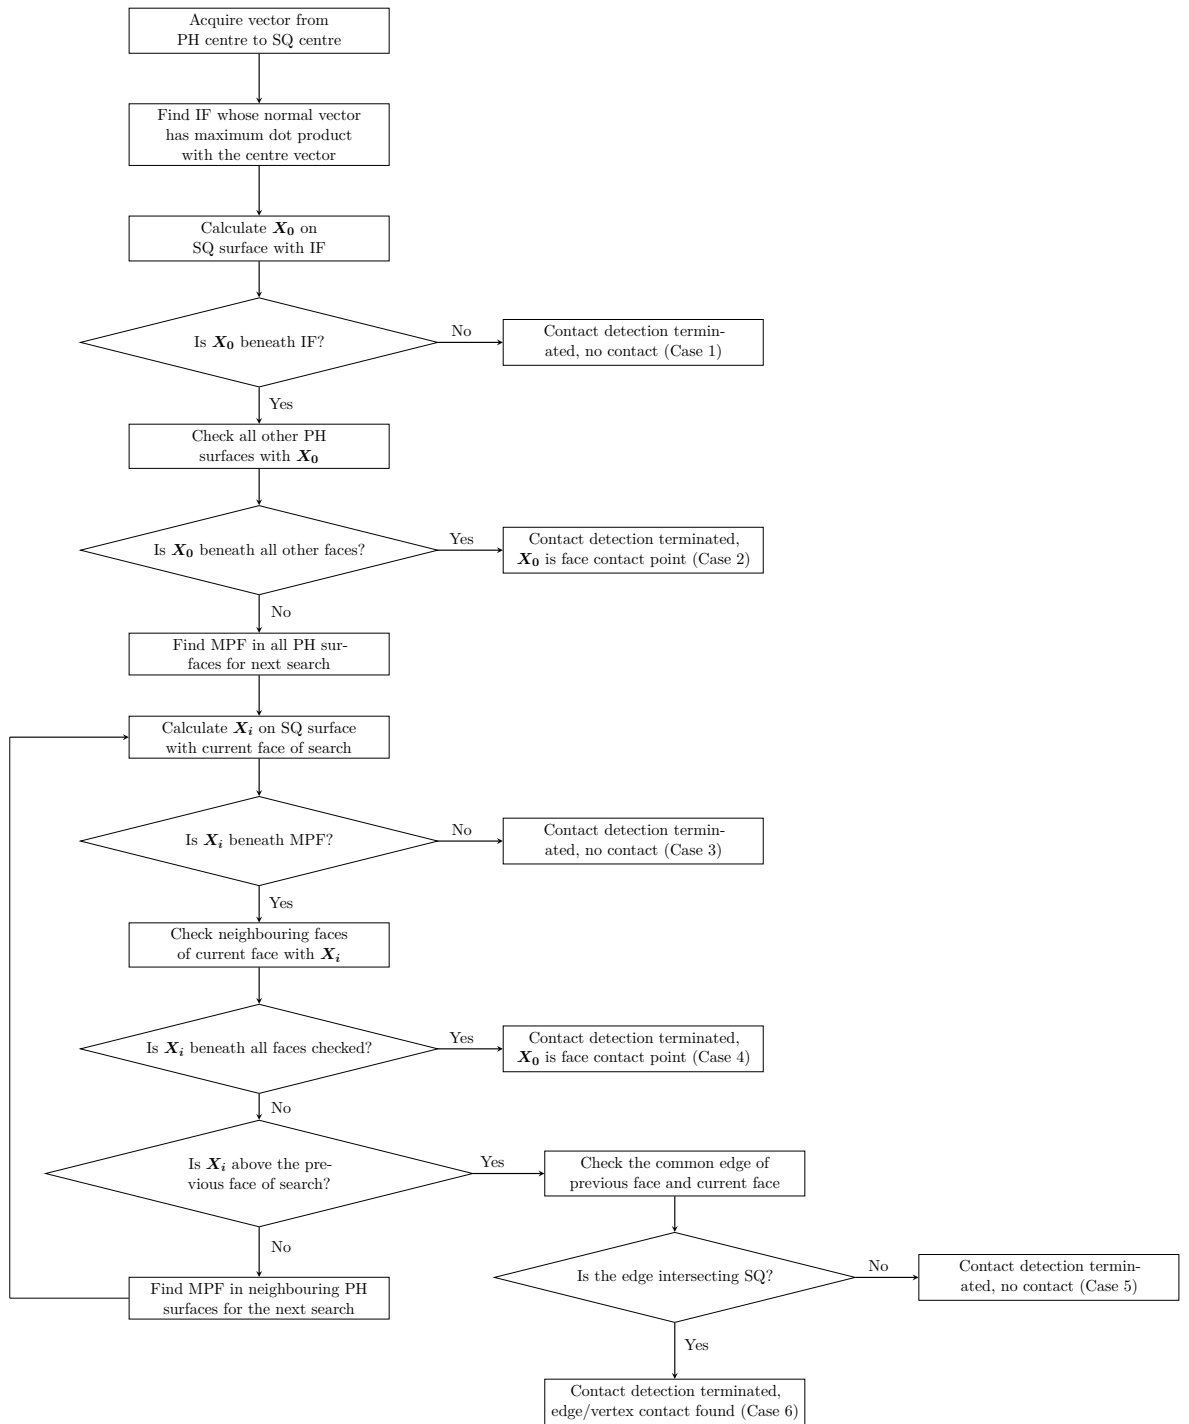 Acquire vector from
PH centre to SQ centre
Find IF whose normal vector
has maximum dot product
with the centre vector
Calculate X₀ on
SQ surface with IF
Is X₀ beneath IF?
No
Contact detection termin-
ated, no contact (Case 1)
Yes
Check all other PH
surfaces with X₀
Is X₀ beneath all other faces?
Yes
Contact detection terminated,
X₀ is face contact point (Case 2)
No
Find MPF in all PH sur-
faces for next search
Calculate Xᵢ on SQ surface
with current face of search
Is Xᵢ beneath MPF?
No
Contact detection termin-
ated, no contact (Case 3)
Yes
Check neighbouring faces
of current face with Xᵢ
Is Xᵢ beneath all faces checked?
Yes
Contact detection terminated,
X₀ is face contact point (Case 4)
No
Is Xᵢ above the pre-
vious face of search?
Yes
Check the common edge of
previous face and current face
No
Find MPF in neighbouring PH
surfaces for the next search
Is the edge intersecting SQ?
No
Contact detection termin-
ated, no contact (Case 5)
Yes
Contact detection terminated,
edge/vertex contact found (Case 6)